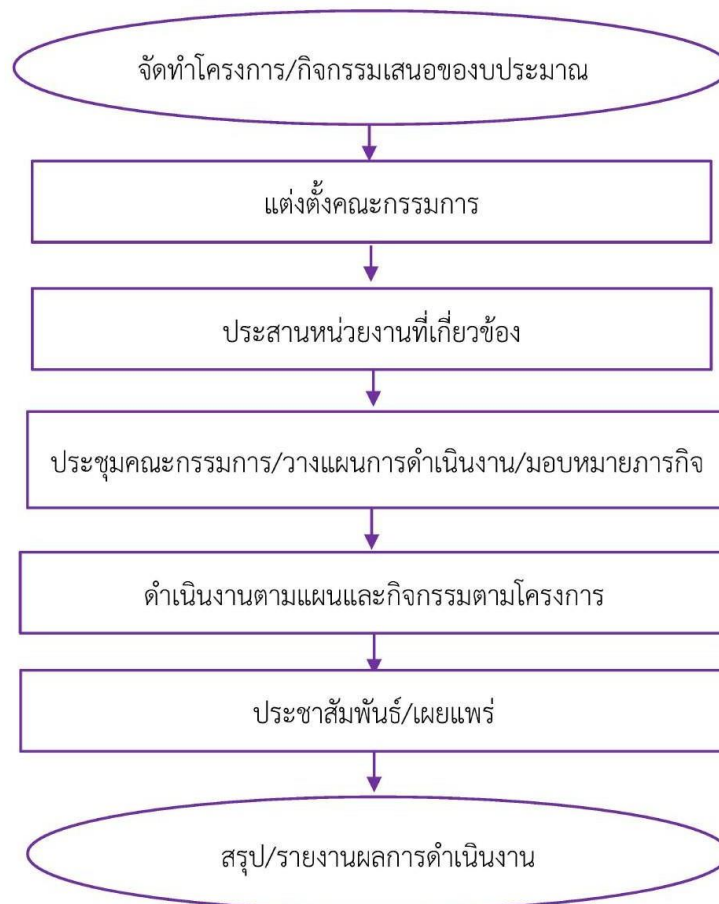 จัดทำโครงการ/กิจกรรมเสนอของบประมาณ
แต่งตั้งคณะกรรมการ
ประสานหน่วยงานที่เกี่ยวข้อง
ประชุมคณะกรรมการ/วางแผนการดำเนินงาน/มอบหมายภารกิจ
ดำเนินงานตามแผนและกิจกรรมตามโครงการ
ประชาสัมพันธ์/เผยแพร่
สรุป/รายงานผลการดำเนินงาน